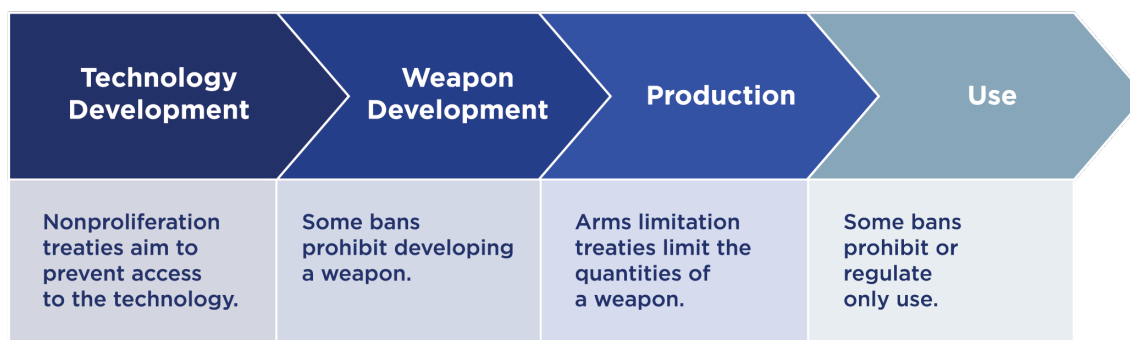 Technology
Development
Weapon
Development
Production
Use
Nonproliferation
treaties aim to
prevent access
to the technology.
Some bans
prohibit developing
a weapon.
Arms limitation
treaties limit the
quantities of
a weapon.
Some bans
prohibit or
regulate
only use.